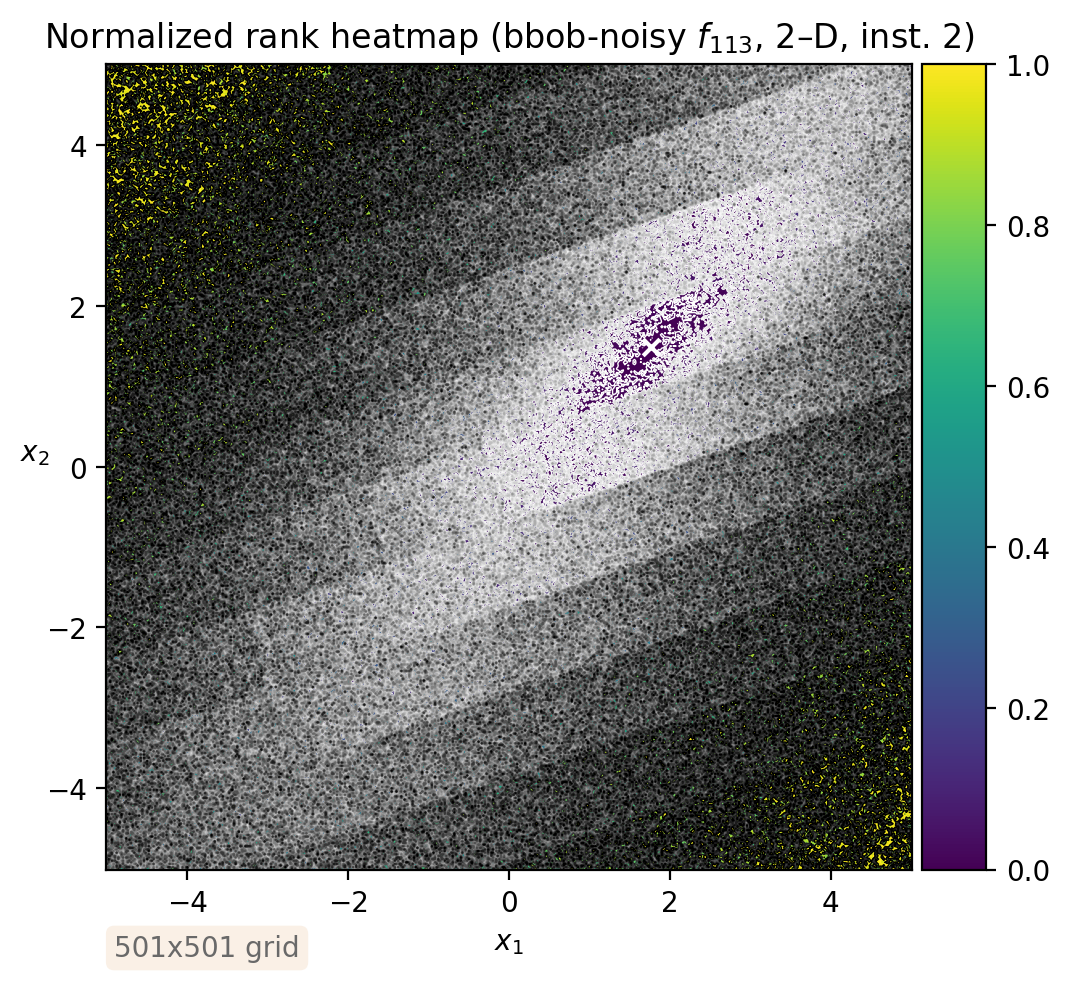 Normalized rank heatmap (bbob-noisy f₁₁₃, 2–D, inst. 2)
1.0
0.8
0.6
0.4
0.2
0.0
4
2
0
−2
−4
x₂
−4 −2 0 2 4
x₁
501x501 grid